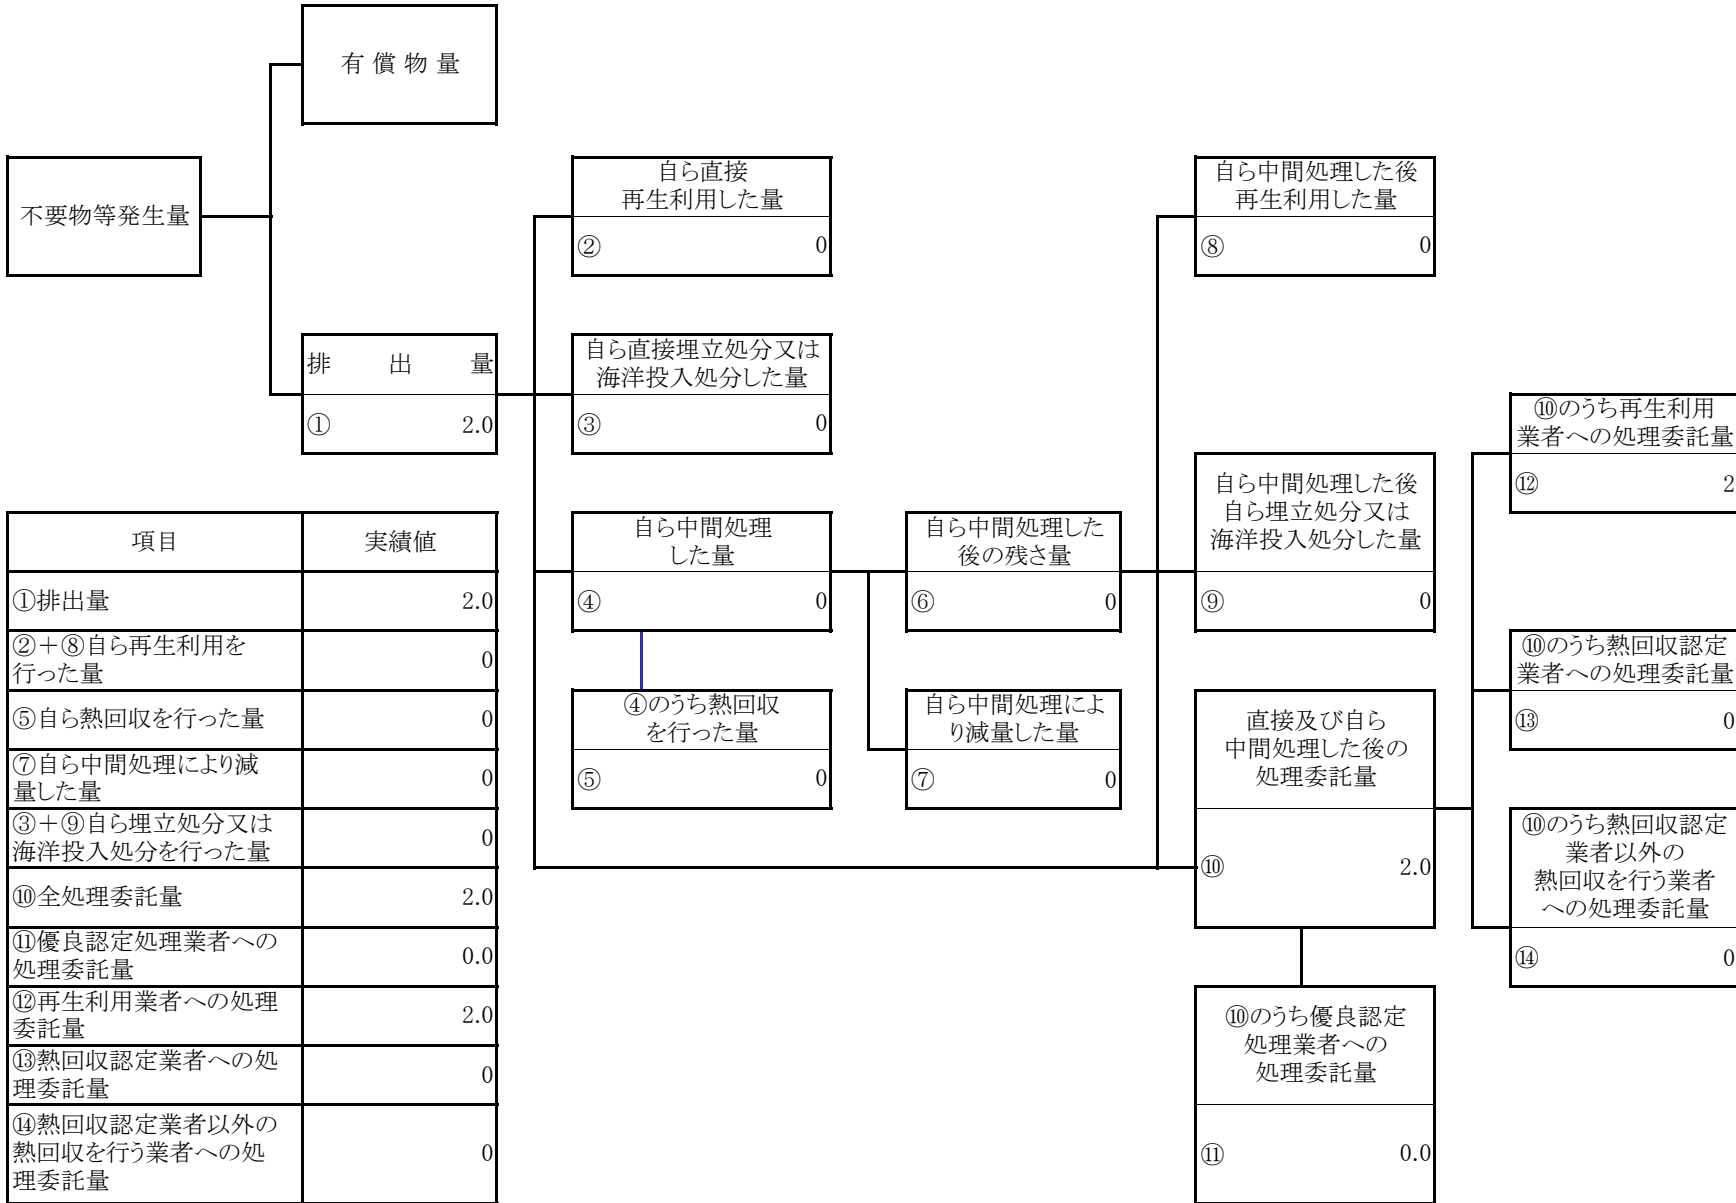 有 償 物 量
不要物等発生量
自ら直接
再生利用した量
② 0
自ら中間処理した後
再生利用した量
⑧ 0
排 出 量
① 2.0
自ら直接埋立処分又は
海洋投入処分した量
③ 0
⑩のうち再生利用
業者への処理委託量
⑫ 2
自ら中間処理した後
自ら埋立処分又は
海洋投入処分した量
⑨ 0
自ら中間処理
した量
④ 0
自ら中間処理した
後の残さ量
⑥ 0
⑩のうち熱回収認定
業者への処理委託量
⑬ 0
④のうち熱回収
を行った量
⑤ 0
自ら中間処理によ
り減量した量
⑦ 0
直接及び自ら
中間処理した後の
処理委託量
⑩ 2.0
⑩のうち熱回収認定
業者以外の
熱回収を行う業者
への処理委託量
⑭ 0
⑩のうち優良認定
処理業者への
処理委託量
⑪ 0.0
項目 実績値
①排出量 2.0
②＋⑧自ら再生利用を
行った量 0
⑤自ら熱回収を行った量 0
⑦自ら中間処理により減
量した量 0
③＋⑨自ら埋立処分又は
海洋投入処分を行った量 0
⑩全処理委託量 2.0
⑪優良認定処理業者への
処理委託量 0.0
⑫再生利用業者への処理
委託量 2.0
⑬熱回収認定業者への処
理委託量 0
⑭熱回収認定業者以外の
熱回収を行う業者への処
理委託量 0